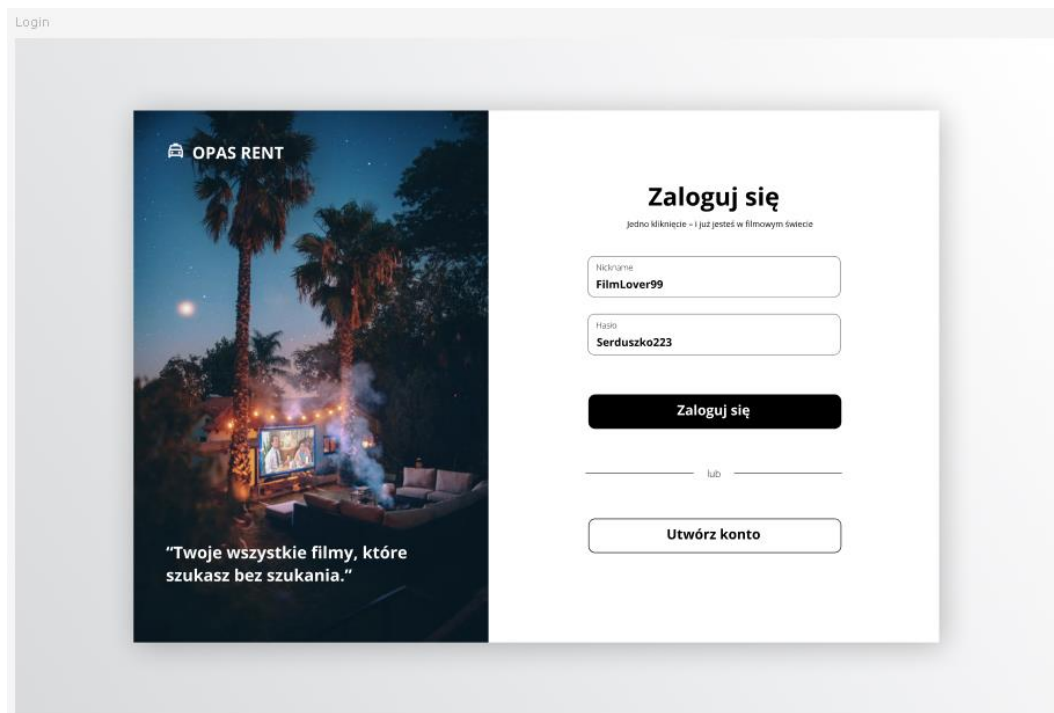 Login
OPAS RENT
“Twoje wszystkie filmy, które
szukasz bez szukania.”
Zaloguj się
Jedno kliknięcie – i już jesteś w filmowym świecie
Nickname
FilmLover99
Hasło
Serduszko223
Zaloguj się
lub
Utwórz konto